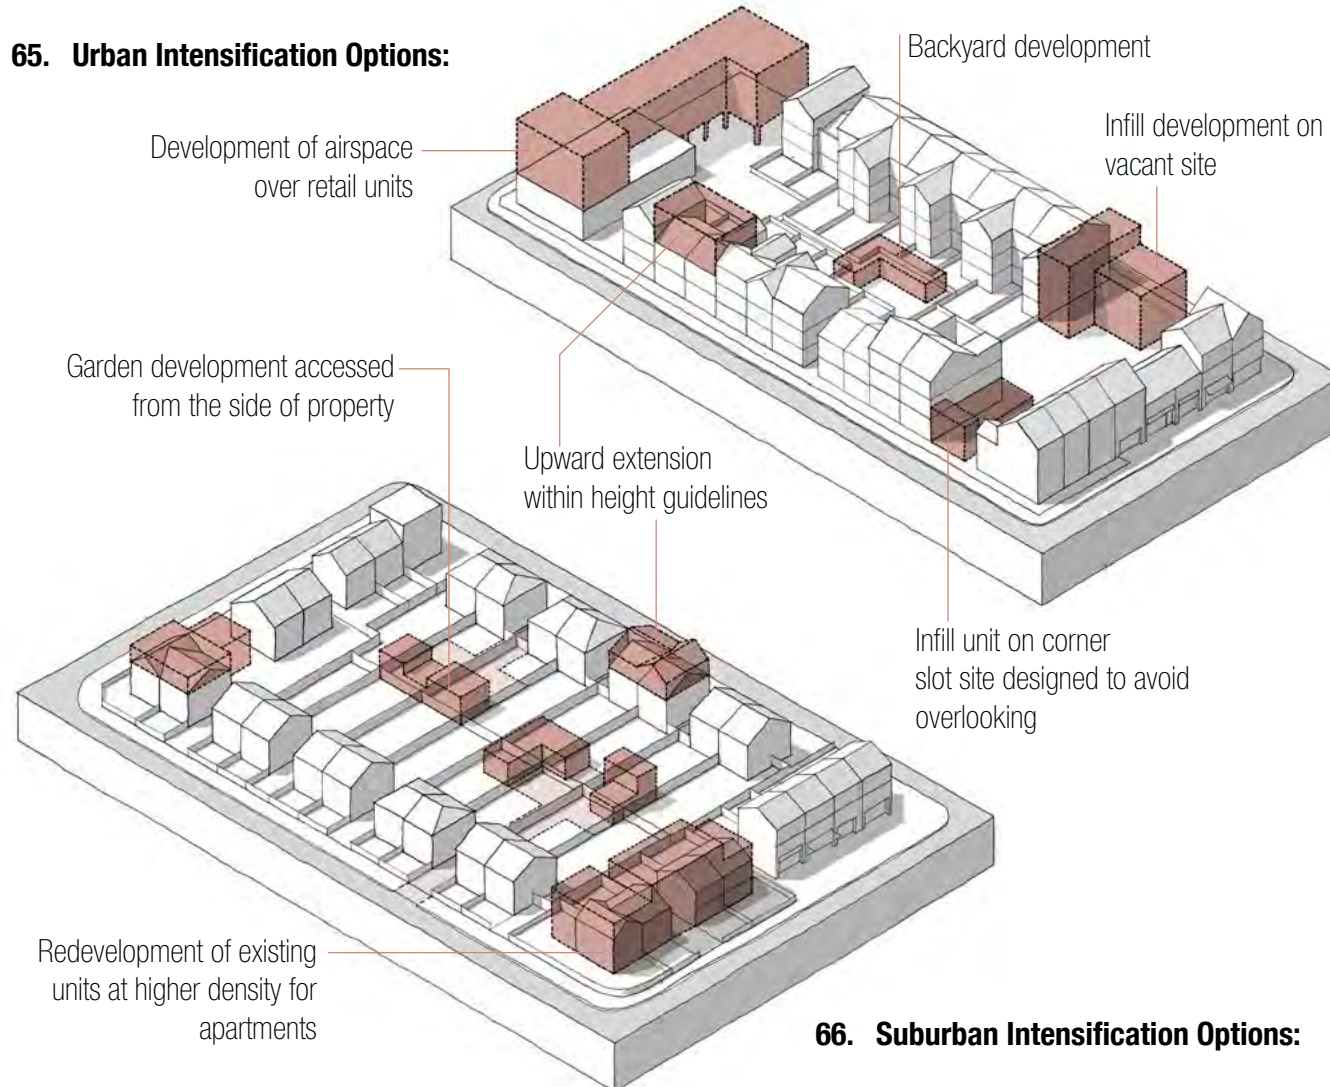 65. Urban Intensification Options:
Backyard development
Development of airspace
over retail units
Infill development on
vacant site
Garden development accessed
from the side of property
Upward extension
within height guidelines
Infill unit on corner
slot site designed to avoid
overlooking
Redevelopment of existing
units at higher density for
apartments
66. Suburban Intensification Options: